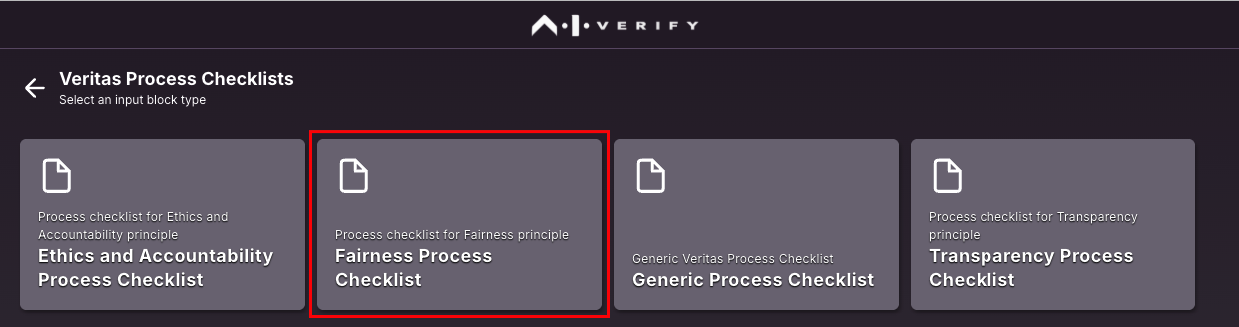 AI VERIFY
Veritas Process Checklists
Select an input block type
Process checklist for Ethics and
Accountability principle
Ethics and Accountability
Process Checklist
Process checklist for Fairness principle
Fairness Process
Checklist
Generic Veritas Process Checklist
Generic Process Checklist
Process checklist for Transparency
principle
Transparency Process
Checklist